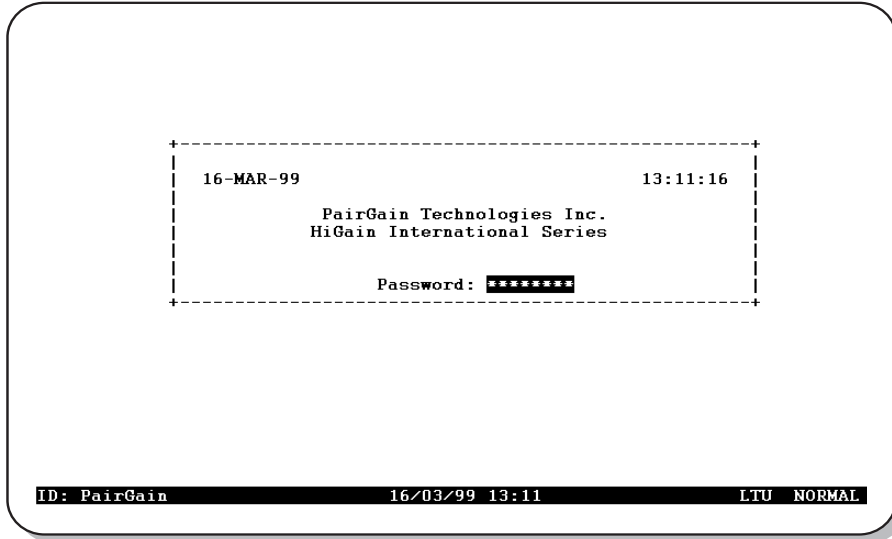 16-MAR-99 13:11:16
PairGain Technologies Inc.
HiGain International Series
Password: ********
ID: PairGain 16/03/99 13:11 LTU NORMAL